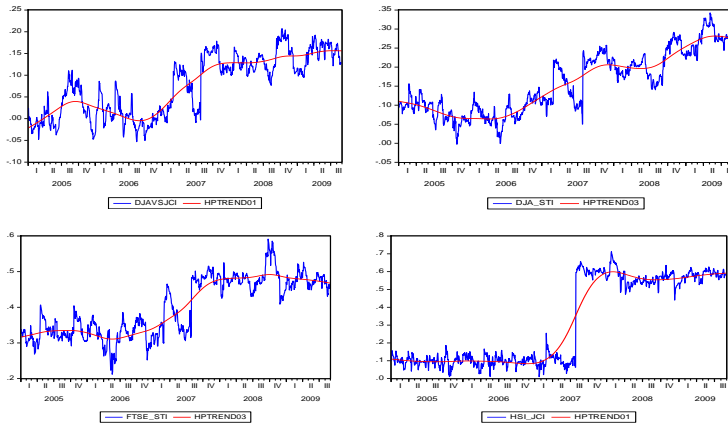 .25
.20
.15
.10
.05
.00
-.05
-.10
I II III IV I II III IV I II III IV I II III IV I II III
2005 2006 2007 2008 2009
DJAVSJCI HPTREND01
.35
.30
.25
.20
.15
.10
.05
.00
-.05
I II III IV I II III IV I II III IV I II III IV I II III
2005 2006 2007 2008 2009
DJA_STI HPTREND03
.6
.5
.4
.3
.2
I II III IV I II III IV I II III IV I II III IV I II III
2005 2006 2007 2008 2009
FTSE_STI HPTREND03
.8
.7
.6
.5
.4
.3
.2
.1
.0
I II III IV I II III IV I II III IV I II III IV I II III
2005 2006 2007 2008 2009
HSI_JCI HPTREND01